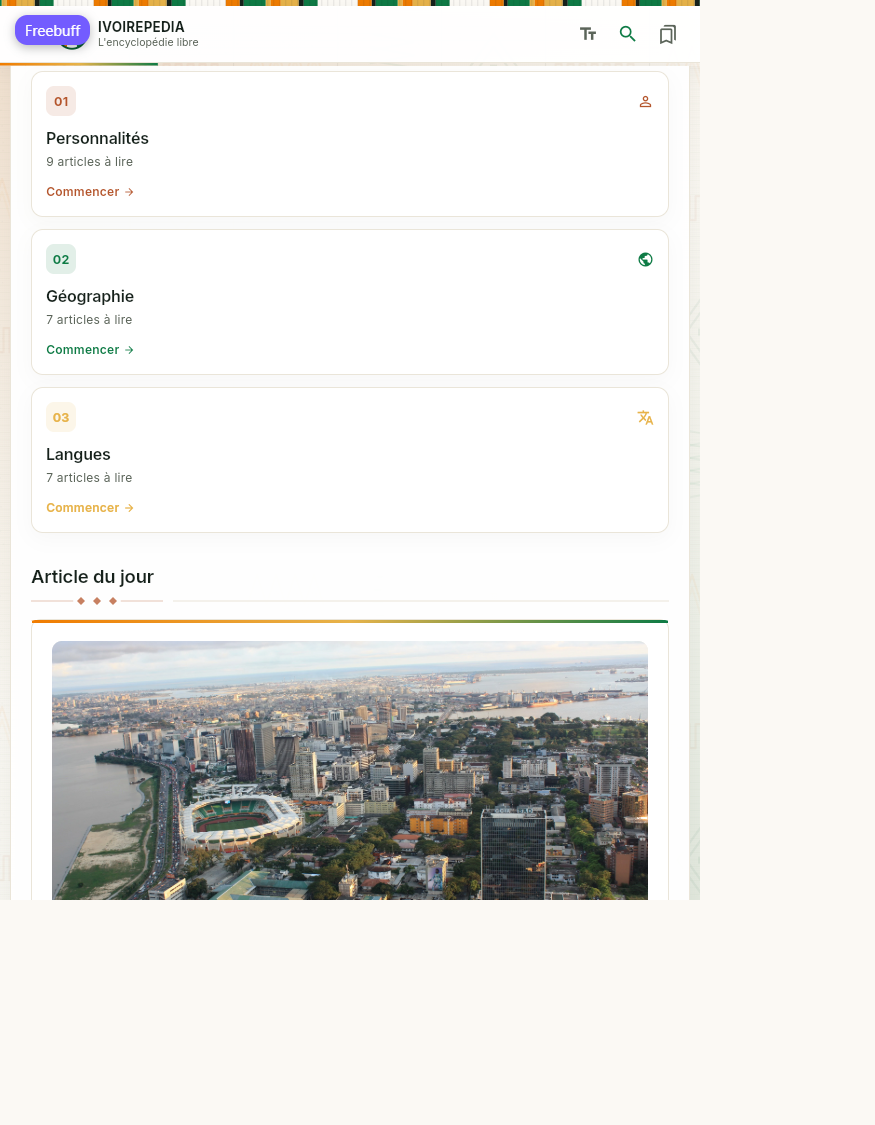 Freebuff
IVOIREPEDIA
L'encyclopédie libre
01
Personnalités
9 articles à lire
Commencer →
02
Géographie
7 articles à lire
Commencer →
03
Langues
7 articles à lire
Commencer →
Article du jour